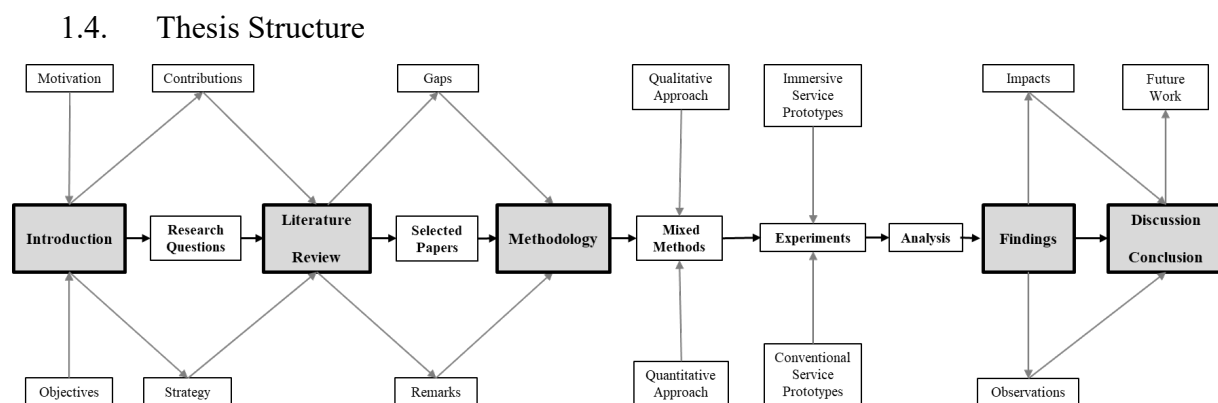 1.4. Thesis Structure
Motivation
Contributions
Gaps
Qualitative
Approach
Immersive
Service
Prototypes
Impacts
Future
Work
Introduction
Research
Questions
Literature
Review
Selected
Papers
Methodology
Mixed
Methods
Experiments
Analysis
Findings
Discussion
Conclusion
Objectives
Strategy
Remarks
Quantitative
Approach
Conventional
Service
Prototypes
Observations